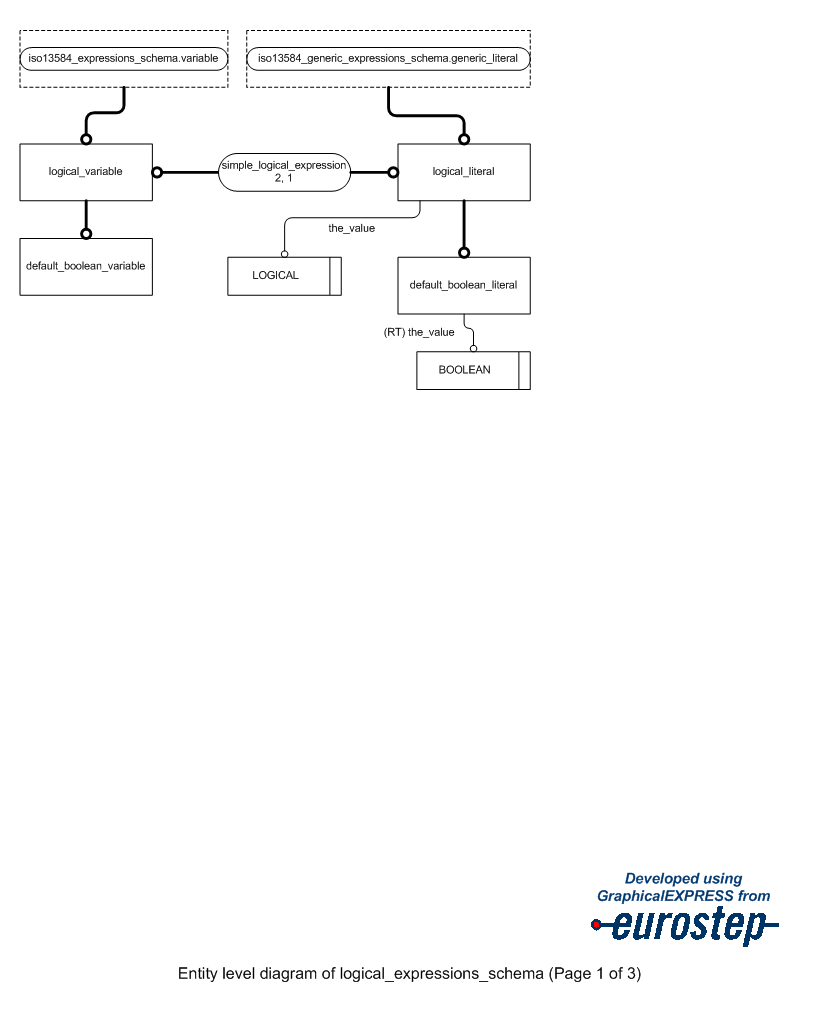 iso13584_expressions_schema.variable
iso13584_generic_expressions_schema.generic_literal
logical_variable
simple_logical_expression
2, 1
logical_literal
the_value
default_boolean_variable
LOGICAL
default_boolean_literal
(RT) the_value
BOOLEAN
Developed using
GraphicalEXPRESS from
eurostep
Entity level diagram of logical_expressions_schema (Page 1 of 3)